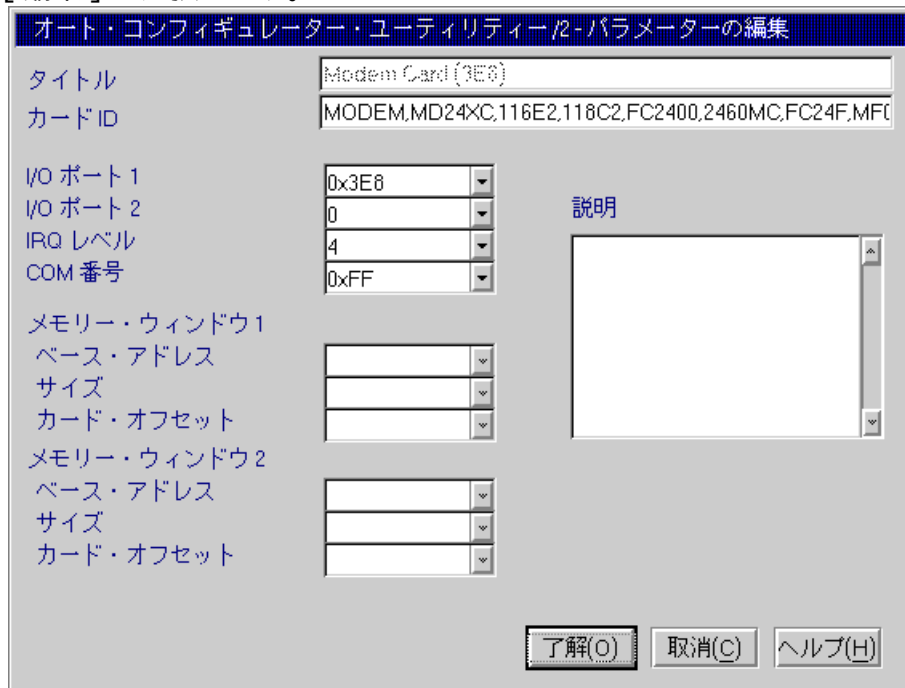 オート・コンフィギュレーター・ユーティリティー/2-パラメーターの編集
タイトル Modem Card (3E8)
カード ID MODEM,MD24XC,116E2,118C2,FC2400,2460MC,FC24F,MF
I/O ポート 1 0x3E8
I/O ポート 2 0
説明
IRQ レベル 4
COM 番号 0xFF
メモリー・ウィンドウ 1
ベース・アドレス
サイズ
カード・オフセット
メモリー・ウィンドウ 2
ベース・アドレス
サイズ
カード・オフセット
了解(O) 取消(C) ヘルプ(H)